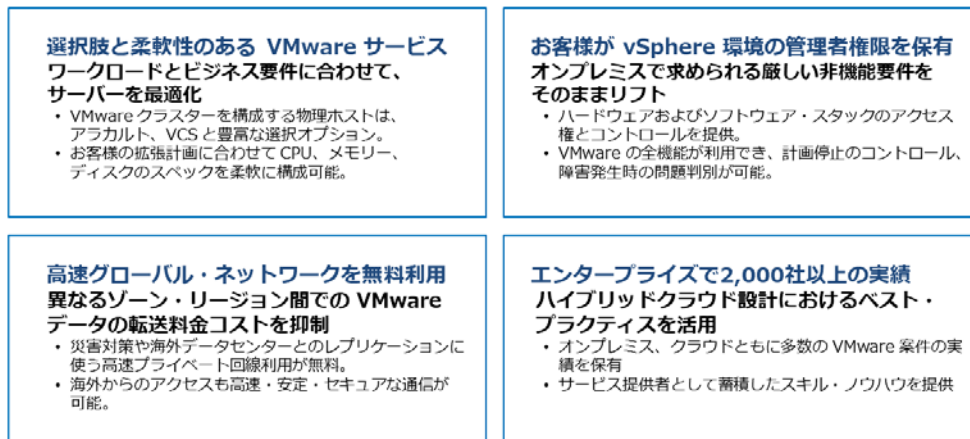 選択肢と柔軟性のある VMware サービス
ワークロードとビジネス要件に合わせて、
サーバーを最適化
• VMware クラスターを構成する物理ホストは、
アラカルト、VCS と豊富な選択オプション。
• お客様の拡張計画に合わせて CPU、メモリー、
ディスクのスペックを柔軟に構成可能。
お客様が vSphere 環境の管理者権限を保有
オンプレミスで求められる厳しい非機能要件を
そのままリフト
• ハードウェアおよびソフトウェア・スタックのアクセス
権とコントロールを提供。
• VMware の全機能が利用でき、計画停止のコントロール、
障害発生時の問題判別が可能。
高速グローバル・ネットワークを無料利用
異なるゾーン・リージョン間での VMware
データの転送料金コストを抑制
• 災害対策や海外データセンターとのレプリケーションに
使う高速プライベート回線利用が無料。
• 海外からのアクセスも高速・安定・セキュアな通信が
可能。
エンタープライズで2,000社以上の実績
ハイブリッドクラウド設計におけるベスト・
プラクティスを活用
• オンプレミス、クラウドともに多数の VMware 案件の実
績を保有
• サービス提供者として蓄積したスキル・ノウハウを提供